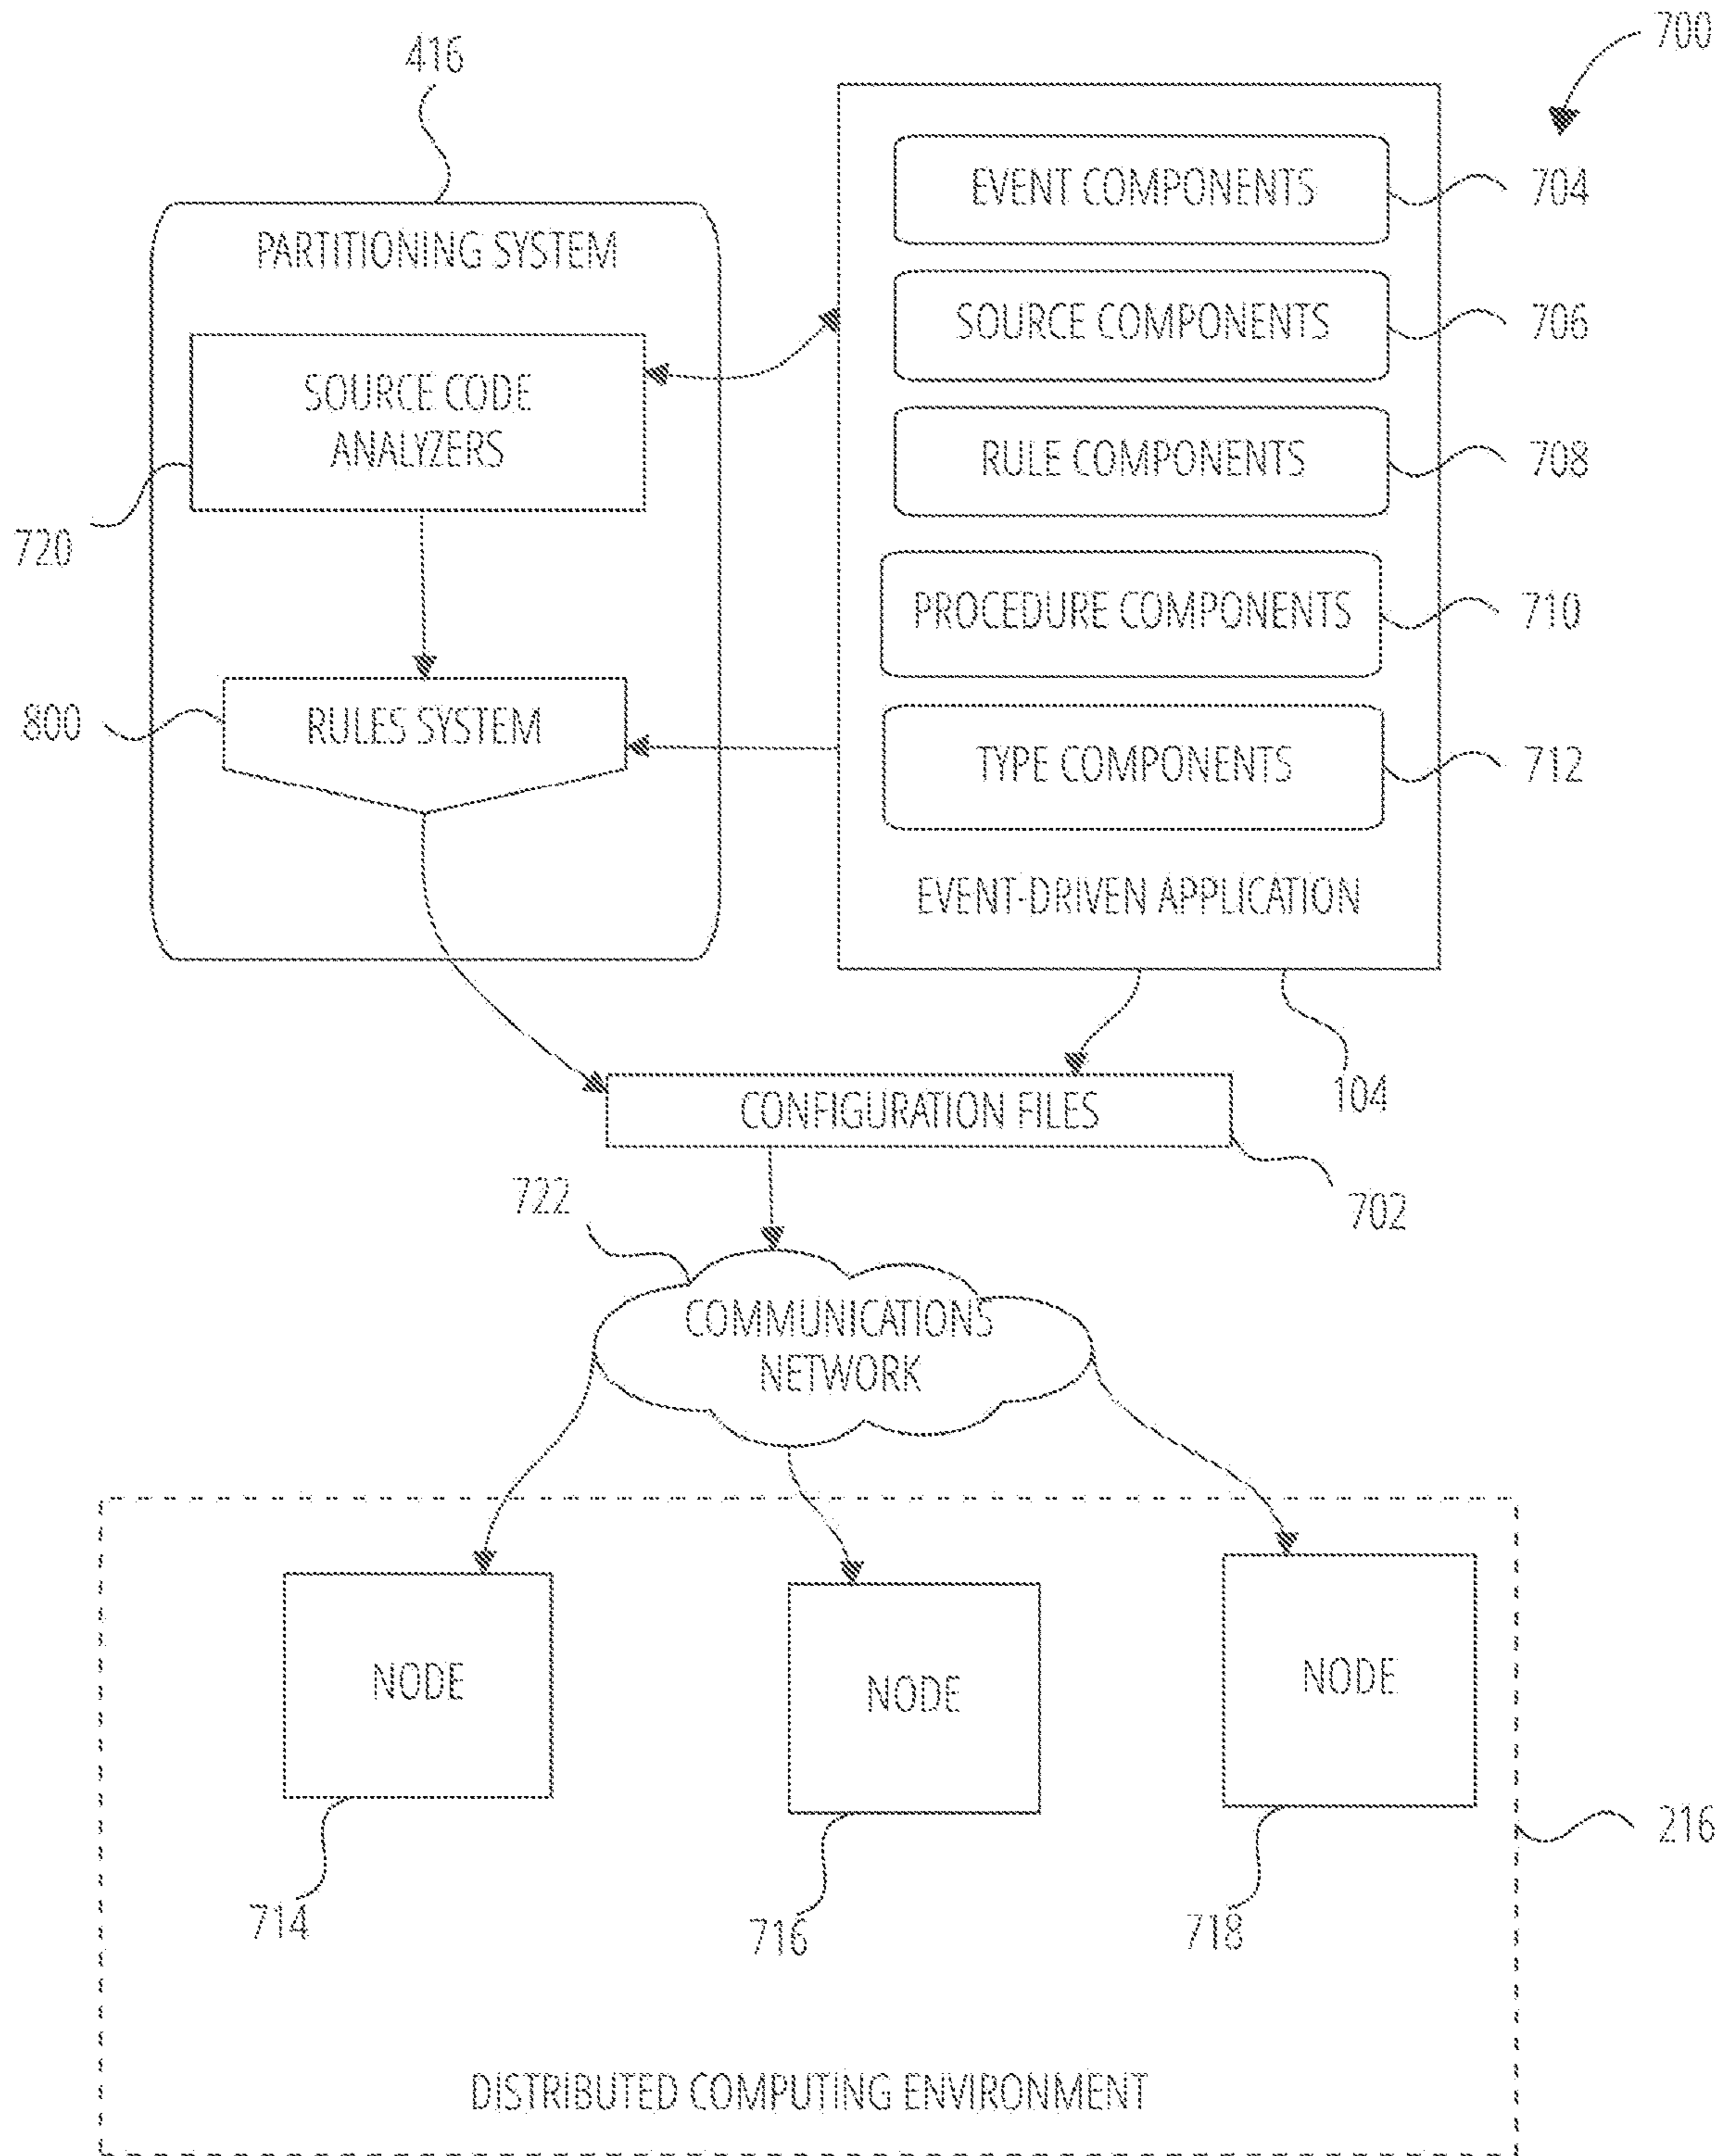 700
416
EVENT COMPONENTS
704
PARTITIONING SYSTEM
SOURCE COMPONENTS
706
SOURCE CODE
ANALYZERS
RULE COMPONENTS
708
720
PROCEDURE COMPONENTS
710
800
RULES SYSTEM
TYPE COMPONENTS
712
EVENT-DRIVEN APPLICATION
104
CONFIGURATION FILES
702
722
COMMUNICATIONS
NETWORK
NODE
NODE
NODE
216
714
716
718
DISTRIBUTED COMPUTING ENVIRONMENT